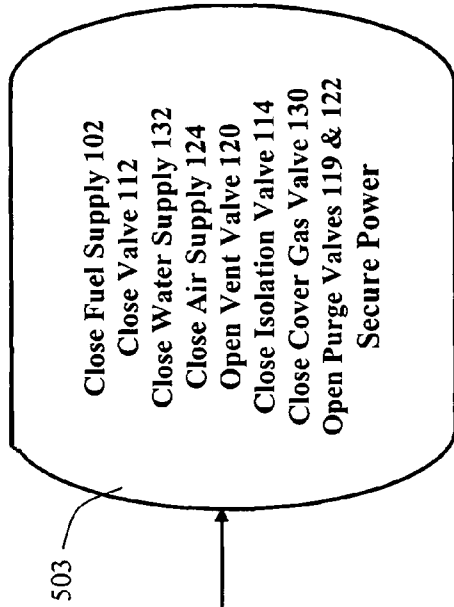 503
Close Fuel Supply 102
Close Valve 112
Close Water Supply 132
Close Air Supply 124
Open Vent Valve 120
Close Isolation Valve 114
Close Cover Gas Valve 130
Open Purge Valves 119 & 122
Secure Power